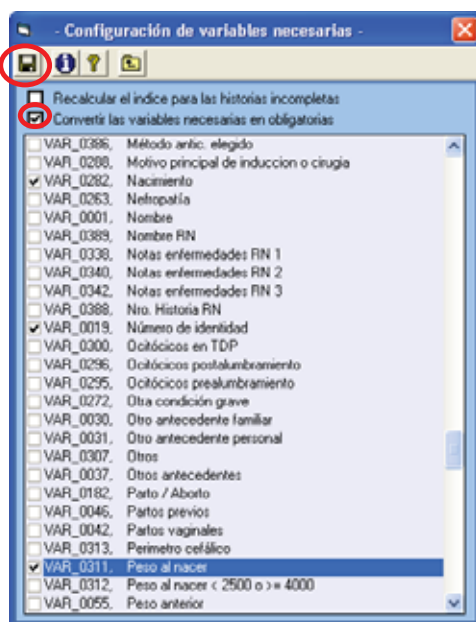 - Configuración de variables necesarias -
Recalcular el indice para las historias incompletas
Convertir las variables necesarias en obligatorias
VAR_0386, Método antic. elegido
VAR_0288, Motivo principal de induccion o cirugia
VAR_0282, Nacimiento
VAR_0263, Nefropatía
VAR_0001, Nombre
VAR_0389, Nombre RN
VAR_0338, Notas enfermedades RN 1
VAR_0340, Notas enfermedades RN 2
VAR_0342, Notas enfermedades RN 3
VAR_0388, Nro. Historia RN
VAR_0019, Número de identidad
VAR_0300, Ocitócicos en TDP
VAR_0296, Ocitócicos postalumbramiento
VAR_0295, Ocitócicos prealumbramiento
VAR_0272, Otra condición grave
VAR_0030, Otro antecedente familiar
VAR_0031, Otro antecedente personal
VAR_0307, Otros
VAR_0037, Otros antecedentes
VAR_0182, Parto / Aborto
VAR_0046, Partos previos
VAR_0042, Partos vaginales
VAR_0313, Perimetro cefálico
VAR_0311, Peso al nacer
VAR_0312, Peso al nacer < 2500 o >= 4000
VAR_0055, Peso anterior